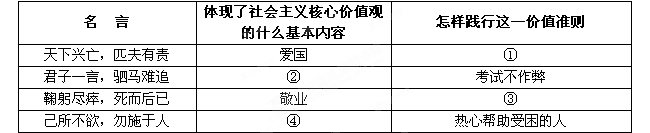 名 言 体现了社会主义核心价值观的什么基本内容 怎样践行这一价值准则
天下兴亡，匹夫有责 爱国 ①
君子一言，驷马难追 ② 考试不作弊
鞠躬尽瘁，死而后已 敬业 ③
己所不欲，勿施于人 ④ 热心帮助受困的人